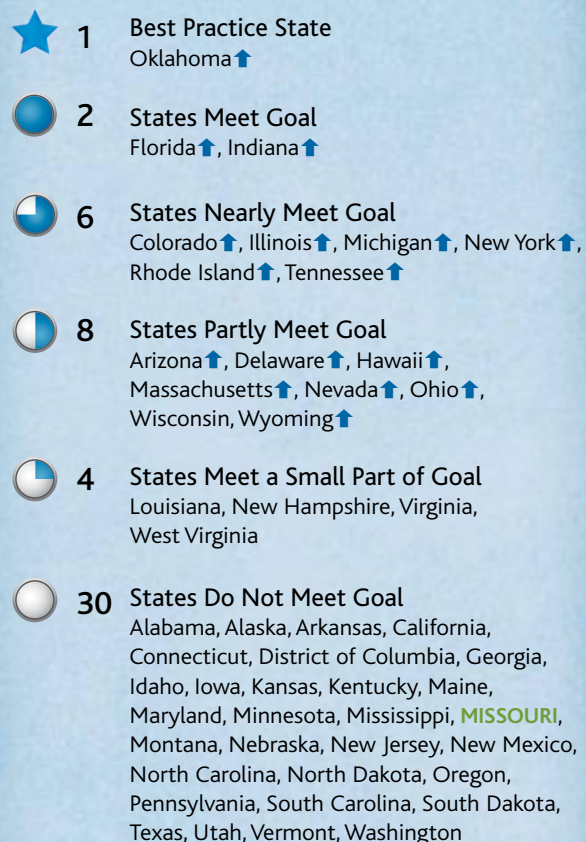 1 Best Practice State
Oklahoma⬆
2 States Meet Goal
Florida⬆, Indiana⬆
6 States Nearly Meet Goal
Colorado⬆, Illinois⬆, Michigan⬆, New York⬆,
Rhode Island⬆, Tennessee⬆
8 States Partly Meet Goal
Arizona⬆, Delaware⬆, Hawaii⬆,
Massachusetts⬆, Nevada⬆, Ohio⬆,
Wisconsin, Wyoming⬆
4 States Meet a Small Part of Goal
Louisiana, New Hampshire, Virginia,
West Virginia
30 States Do Not Meet Goal
Alabama, Alaska, Arkansas, California,
Connecticut, District of Columbia, Georgia,
Idaho, Iowa, Kansas, Kentucky, Maine,
Maryland, Minnesota, Mississippi, MISSOURI,
Montana, Nebraska, New Jersey, New Mexico,
North Carolina, North Dakota, Oregon,
Pennsylvania, South Carolina, South Dakota,
Texas, Utah, Vermont, Washington